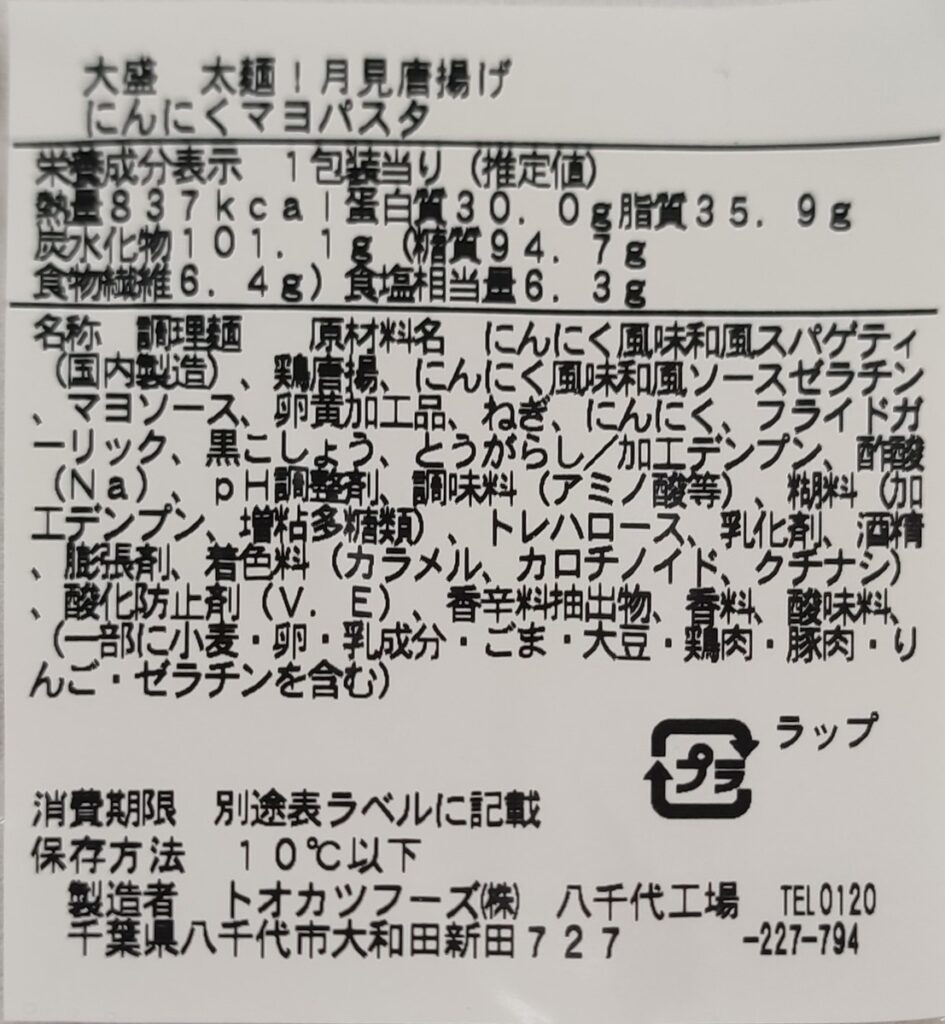 大盛　太麺！月見唐揚げ
にんにくマヨパスタ
栄養成分表示　１包装当り（推定値）
熱量８３７ｋｃａｌ蛋白質３０．０ｇ脂質３５．９ｇ
炭水化物１０１．１ｇ（糖質９４．７ｇ
食物繊維６．４ｇ）食塩相当量６．３ｇ
名称　調理麺　　原材料名　にんにく風味和風スパゲティ
（国内製造）、鶏唐揚、にんにく風味和風ソースゼラチン
、マヨソース、卵黄加工品、ねぎ、にんにく、フライドガ
ーリック、黒こしょう、とうがらし／加工デンプン、酢酸
（Ｎａ）、ｐＨ調整剤、調味料（アミノ酸等）、糊料（加
工デンプン、増粘多糖類）、トレハロース、乳化剤、酒精
、膨張剤、着色料（カラメル、カロチノイド、クチナシ）
、酸化防止剤（Ｖ．Ｅ）、香辛料抽出物、香料、酸味料、
（一部に小麦・卵・乳成分・ごま・大豆・鶏肉・豚肉・り
んご・ゼラチンを含む）
プラ ラップ
消費期限　別途表ラベルに記載
保存方法　１０℃以下
製造者　トオカツフーズ㈱　八千代工場　TEL0120
千葉県八千代市大和田新田７２７　-227-794